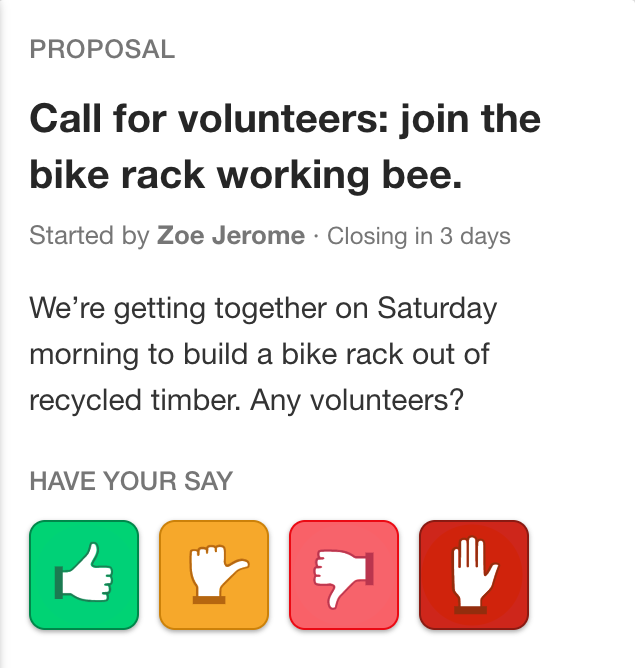 PROPOSAL
Call for volunteers: join the
bike rack working bee.
Started by Zoe Jerome · Closing in 3 days
We’re getting together on Saturday
morning to build a bike rack out of
recycled timber. Any volunteers?
HAVE YOUR SAY